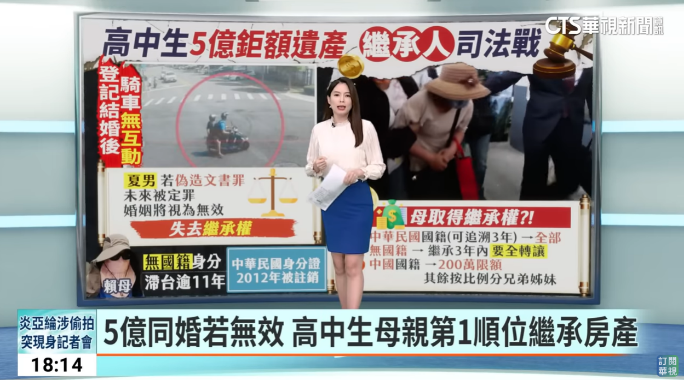 CTS華視新聞資訊
高中生5億鉅額遺產 繼承人司法戰
登記結婚後
騎車無互動
夏男 若偽造文書罪
未來被定罪
婚姻將視為無效
失去繼承權
賴母
無國籍身分
滯台逾11年
中華民國身分證
2012年被註銷
母取得繼承權?!
中華民國國籍(可追溯3年)→全部
無國籍→繼承3年內要全轉讓
中國國籍→200萬限額
其餘按比例分兄弟姊妹
炎亞綸涉偷拍
突現身記者會
18:14
5億同婚若無效 高中生母親第1順位繼承房產
訂閱
華視